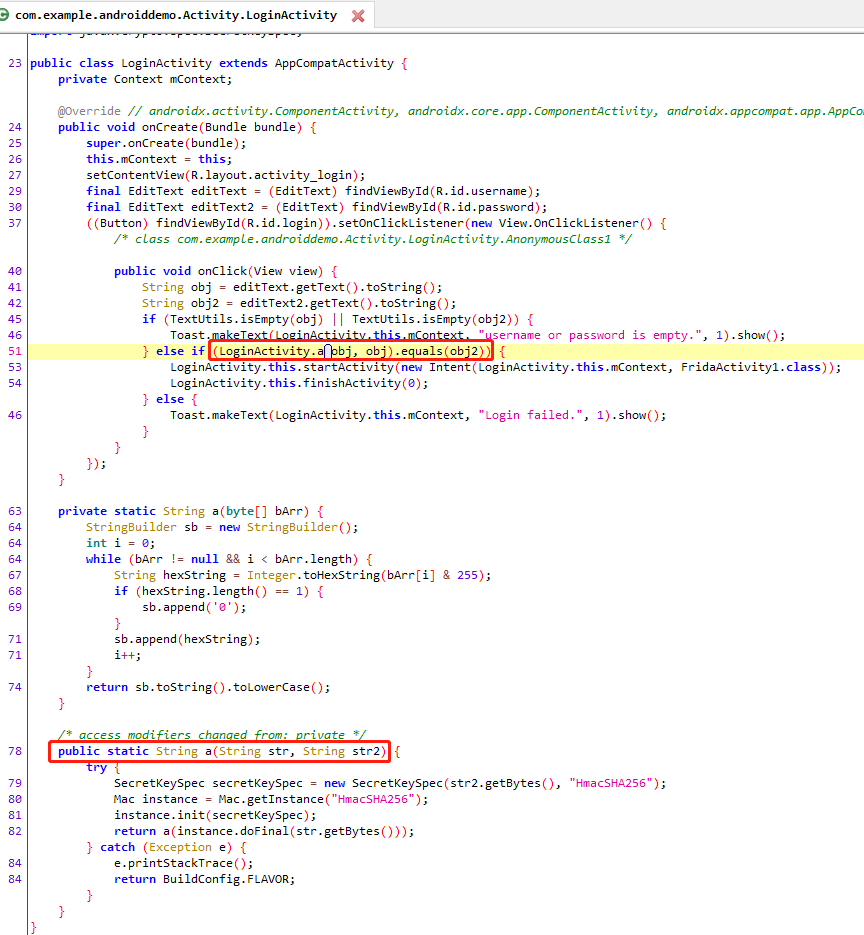 com.example.androiddemo.Activity.LoginActivity
23 public class LoginActivity extends AppCompatActivity {
private Context mContext;
@Override // androidx.activity.ComponentActivity, androidx.core.app.ComponentActivity, androidx.appcompat.app.AppCo
24 public void onCreate(Bundle bundle) {
25 super.onCreate(bundle);
26 this.mContext = this;
27 setContentView(R.layout.activity_login);
29 final EditText editText = (EditText) findViewById(R.id.username);
30 final EditText editText2 = (EditText) findViewById(R.id.password);
37 ((Button) findViewById(R.id.login)).setOnClickListener(new View.OnClickListener() {
/* class com.example.androiddemo.Activity.LoginActivity.AnonymousClass1 */
40 public void onClick(View view) {
41 String obj = editText.getText().toString();
42 String obj2 = editText2.getText().toString();
45 if (TextUtils.isEmpty(obj) || TextUtils.isEmpty(obj2)) {
46 Toast.makeText(LoginActivity.this.mContext, "username or password is empty.", 1).show();
51 } else if (LoginActivity.a(obj, obj).equals(obj2)) {
53 LoginActivity.this.startActivity(new Intent(LoginActivity.this.mContext, FridaActivity1.class));
54 LoginActivity.this.finishActivity(0);
} else {
46 Toast.makeText(LoginActivity.this.mContext, "Login failed.", 1).show();
}
}
});
}
63 private static String a(byte[] bArr) {
64 StringBuilder sb = new StringBuilder();
64 int i = 0;
64 while (bArr != null && i < bArr.length) {
67 String hexString = Integer.toHexString(bArr[i] & 255);
68 if (hexString.length() == 1) {
69 sb.append('0');
}
71 sb.append(hexString);
71 i++;
}
74 return sb.toString().toLowerCase();
}
/* access modifiers changed from: private */
78 public static String a(String str, String str2) {
try {
79 SecretKeySpec secretKeySpec = new SecretKeySpec(str2.getBytes(), "HmacSHA256");
80 Mac instance = Mac.getInstance("HmacSHA256");
81 instance.init(secretKeySpec);
82 return a(instance.doFinal(str.getBytes()));
} catch (Exception e) {
84 e.printStackTrace();
84 return BuildConfig.FLAVOR;
}
}
}